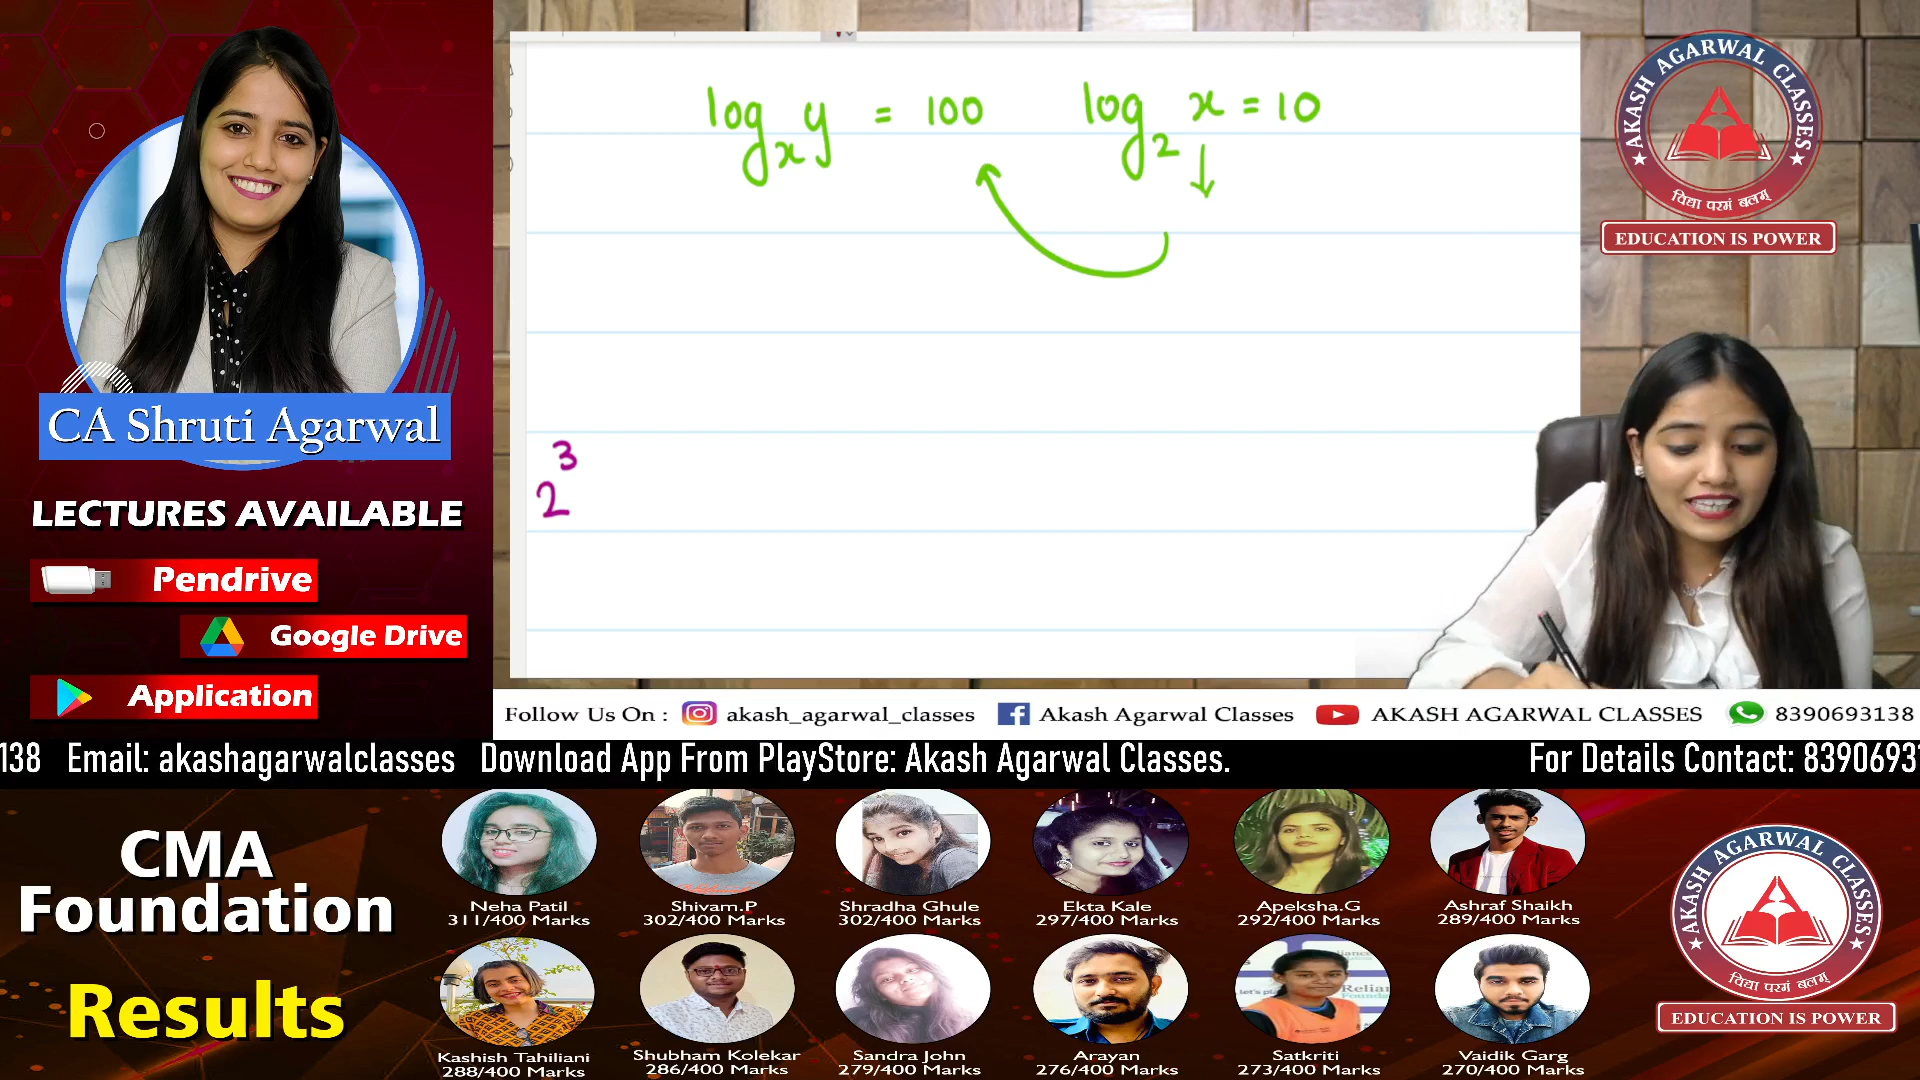 log_x y = 100 log_2 x = 10
2^3
AKASH AGARWAL CLASSES
विद्या परमं बलम्
EDUCATION IS POWER
CA Shruti Agarwal
LECTURES AVAILABLE
Pendrive
Google Drive
Application
Follow Us On : akash_agarwal_classes Akash Agarwal Classes AKASH AGARWAL CLASSES 8390693138
138 Email: akashagarwalclasses Download App From PlayStore: Akash Agarwal Classes. For Details Contact: 8390693
CMA
Foundation
Results
Neha Patil
311/400 Marks
Shivam.P
302/400 Marks
Shradha Ghule
302/400 Marks
Ekta Kale
297/400 Marks
Apeksha.G
292/400 Marks
Ashraf Shaikh
289/400 Marks
Kashish Tahiliani
288/400 Marks
Shubham Kolekar
286/400 Marks
Sandra John
279/400 Marks
Arayan
276/400 Marks
Satkriti
273/400 Marks
Vaidik Garg
270/400 Marks
AKASH AGARWAL CLASSES
विद्या परमं बलम्
EDUCATION IS POWER